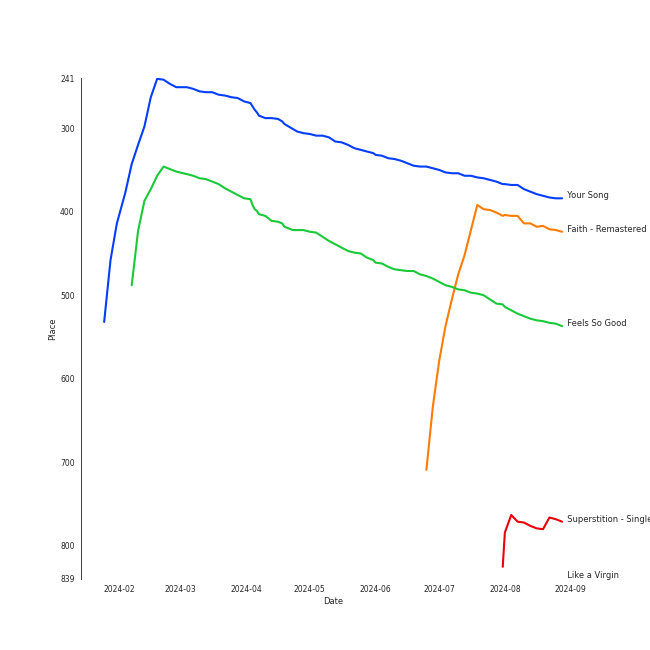 241
300
400
500
600
700
800
839
Place
Your Song
Faith - Remastered
Feels So Good
Superstition - Single
Like a Virgin
2024-02 2024-03 2024-04 2024-05 2024-06 2024-07 2024-08 2024-09
Date